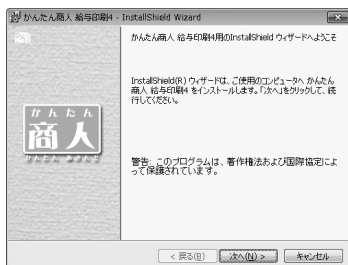 かんたん商人 給与印刷4 - InstallShield Wizard
かんたん商人 給与印刷4用のInstallShield ウィザードへようこそ
InstallShield(R) ウィザードは、ご使用のコンピュータへ かんたん
商人 給与印刷4 をインストールします。「次へ」をクリックして、続
行してください。
かんたん
商人
かんたん あきんど
警告: このプログラムは、著作権法および国際協定によ
って保護されています。
< 戻る(B)
次へ(N) >
キャンセル